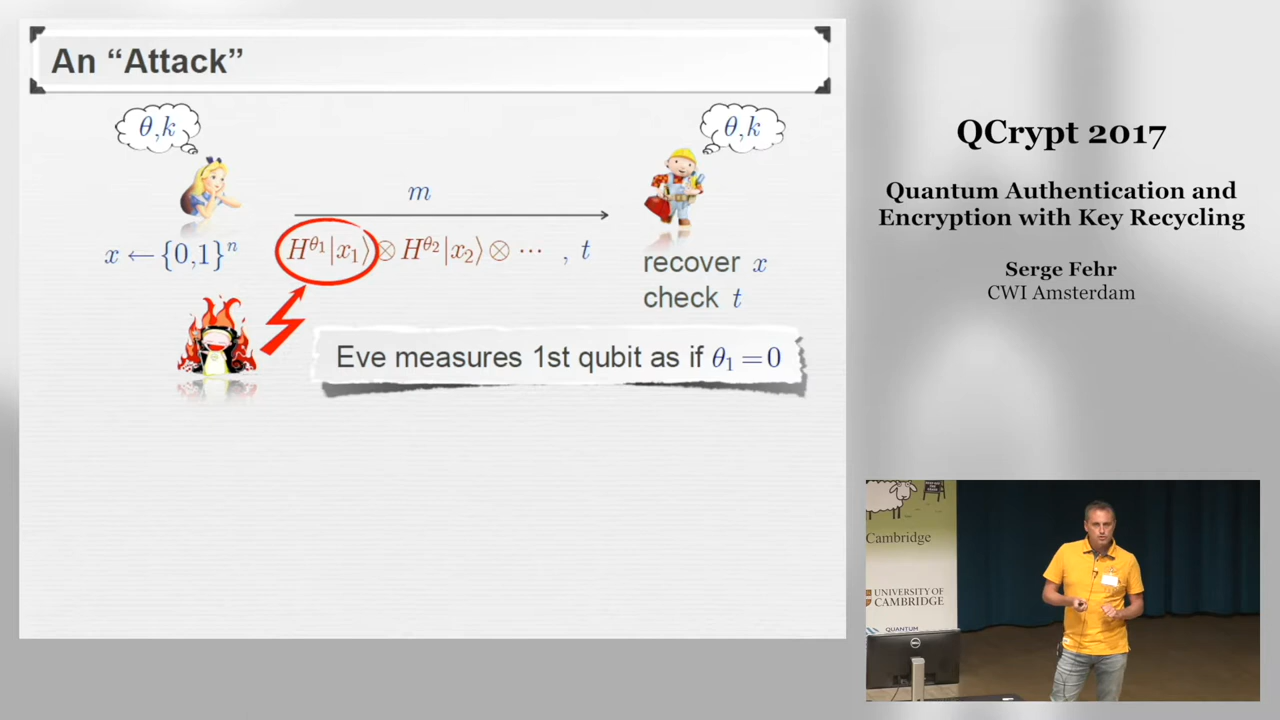 An “Attack”
θ,k
θ,k
m
x ← {0,1}ⁿ
H^θ₁|x₁⟩ ⊗ H^θ₂|x₂⟩ ⊗ ⋯ , t
recover x
check t
Eve measures 1st qubit as if θ₁ = 0
QCrypt 2017
Quantum Authentication and
Encryption with Key Recycling
Serge Fehr
CWI Amsterdam
Cambridge
UNIVERSITY OF
CAMBRIDGE
QUANTUM
DELL